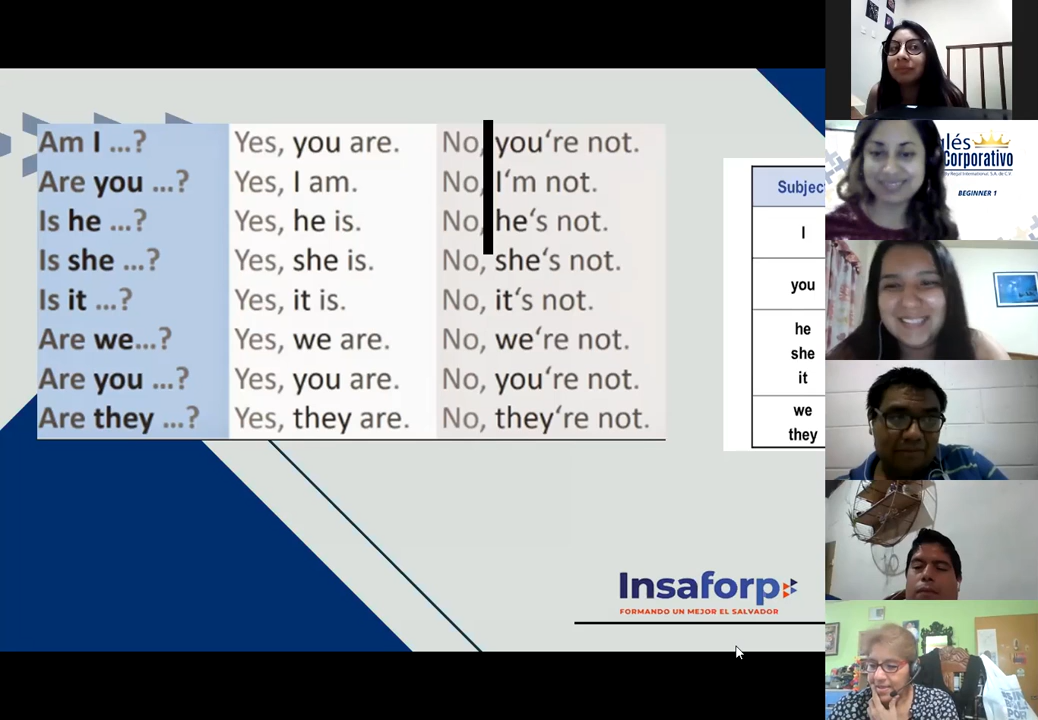 Am I ...? Yes, you are. No, you're not.
Are you ...? Yes, I am. No, I'm not.
Is he ...? Yes, he is. No, he's not.
Is she ...? Yes, she is. No, she's not.
Is it ...? Yes, it is. No, it's not.
Are we...? Yes, we are. No, we're not.
Are you ...? Yes, you are. No, you're not.
Are they ...? Yes, they are. No, they're not.
Subject
I
you
he
she
it
we
they
Insaforp
FORMANDO UN MEJOR EL SALVADOR
glés
Corporativo
BEGINNER 1